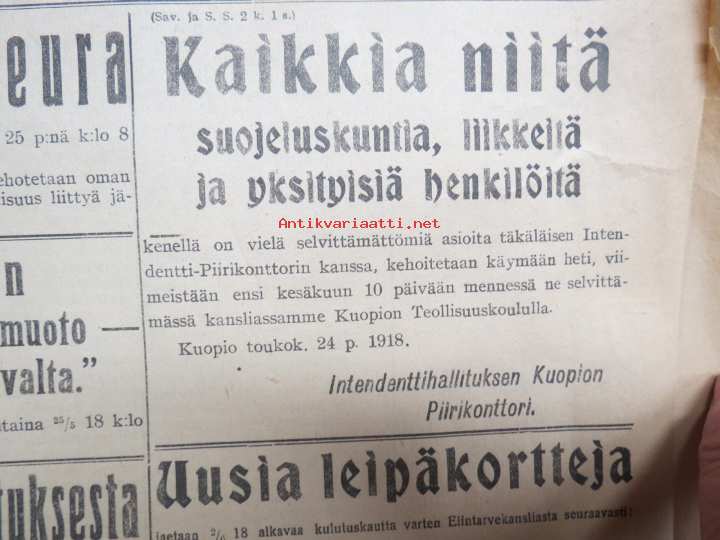 eura
25 p:nä k:lo 8
ehotetaan oman
isuus liittyä jä-
n
muoto —
valta.”
taina 25/5 18 k:lo
tuksesta
(Sav. ja S. S. 2 k. 1 s.)
Kaikkia niitä
suojeluskuntia, liikkeitä
ja yksityisiä henkilöitä
Antikvariaatti.net
kenellä on vielä selvittämättömiä asioita täkäläisen Inten-
dentti-Piirikonttorin kanssa, kehoitetaan käymään heti, vii-
meistään ensi kesäkuun 10 päivään mennessä ne selvittä-
mässä kansliassamme Kuopion Teollisuuskoululla.
Kuopio toukok. 24 p. 1918.
Intendenttihallituksen Kuopion
Piirikonttori.
Uusia leipäkortteja
jaetaan 2/6 18 alkavaa kulutuskautta varten Elintarvekansliasta seuraavasti: